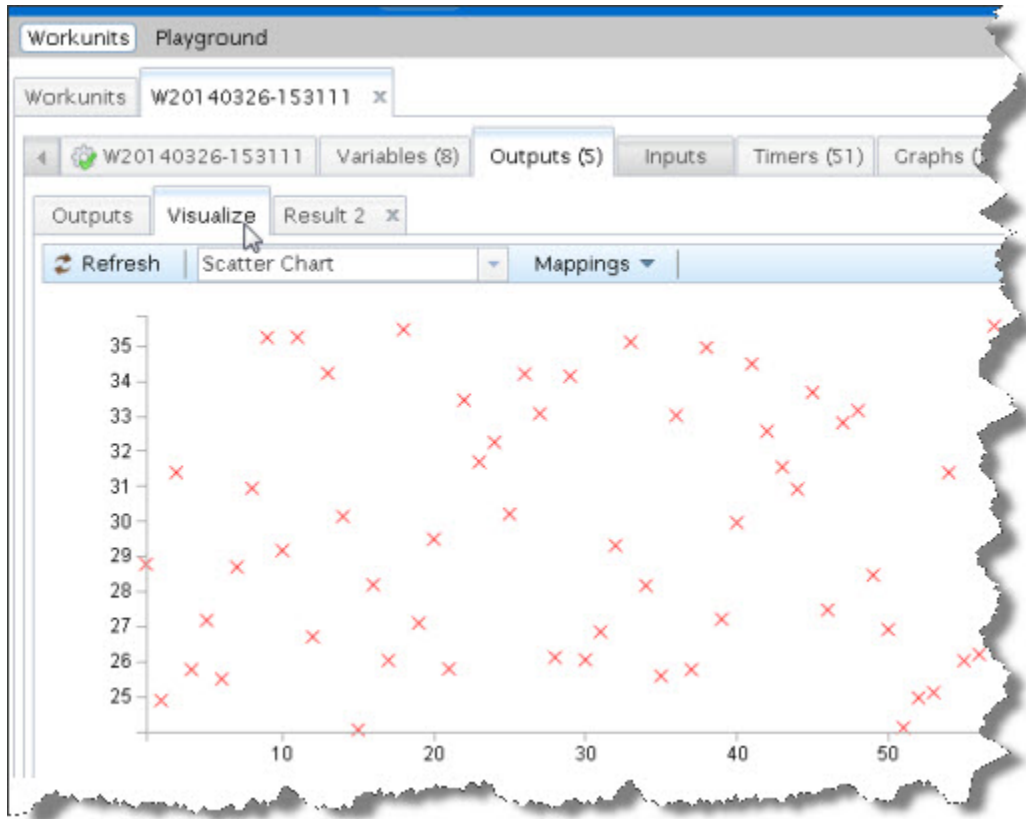 Workunits Playground
Workunits W20140326-153111 x
W20140326-153111 Variables (8) Outputs (5) Inputs Timers (51) Graphs (
Outputs Visualize Result 2 x
Refresh Scatter Chart Mappings
35
34
33
32
31
30
29
28
27
26
25
10 20 30 40 50